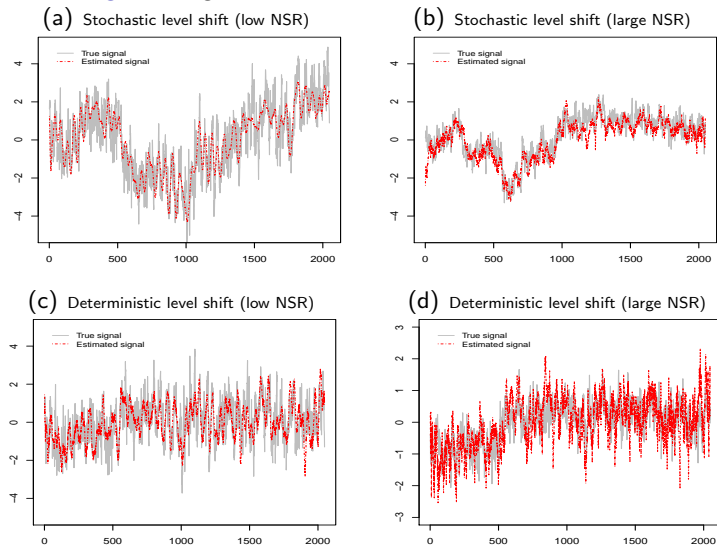 (a) Stochastic level shift (low NSR)
True signal
Estimated signal
4
2
0
-2
-4
0 500 1000 1500 2000
(b) Stochastic level shift (large NSR)
True signal
Estimated signal
4
2
0
-2
-4
0 500 1000 1500 2000
(c) Deterministic level shift (low NSR)
True signal
Estimated signal
4
2
0
-2
-4
0 500 1000 1500 2000
(d) Deterministic level shift (large NSR)
True signal
Estimated signal
3
2
1
0
-1
-2
-3
0 500 1000 1500 2000